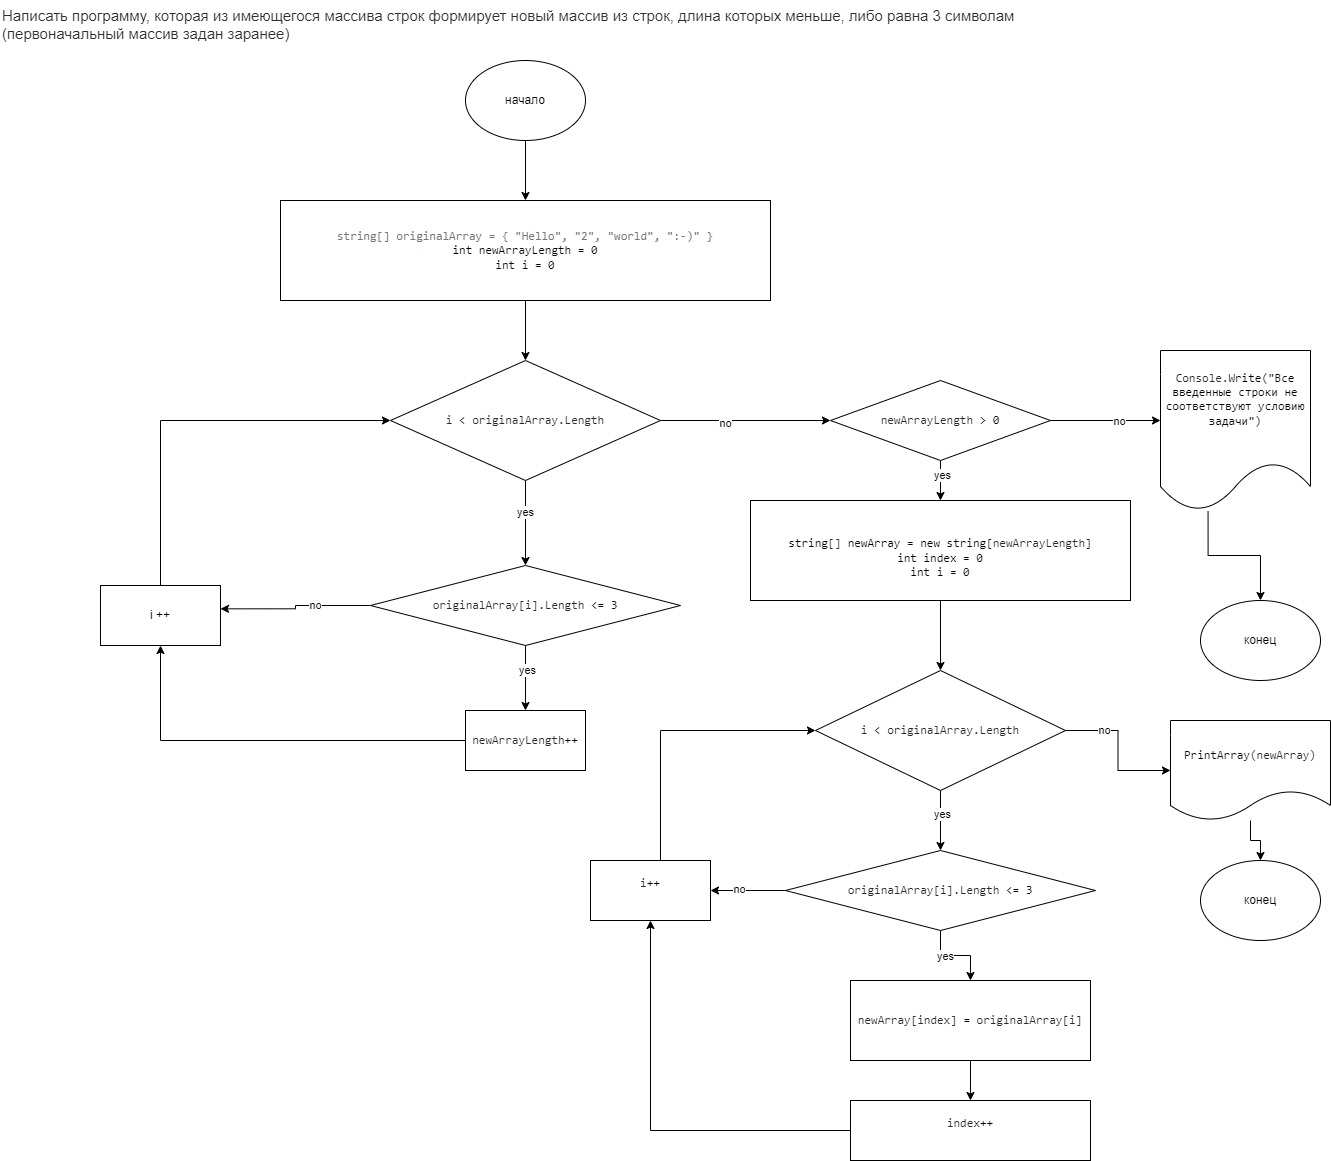 Написать программу, которая из имеющегося массива строк формирует новый массив из строк, длина которых меньше, либо равна 3 символам
(первоначальный массив задан заранее)
начало
string[] originalArray = { "Hello", "2", "world", ":-)" }
int newArrayLength = 0
int i = 0
i < originalArray.Length
no
newArrayLength > 0
no
Console.Write("Все
введенные строки не
соответствуют условию
задачи")
yes
yes
string[] newArray = new string[newArrayLength]
int index = 0
int i = 0
i ++
no
originalArray[i].Length <= 3
конец
yes
newArrayLength++
i < originalArray.Length
no
PrintArray(newArray)
yes
i++
no
originalArray[i].Length <= 3
конец
yes
newArray[index] = originalArray[i]
index++